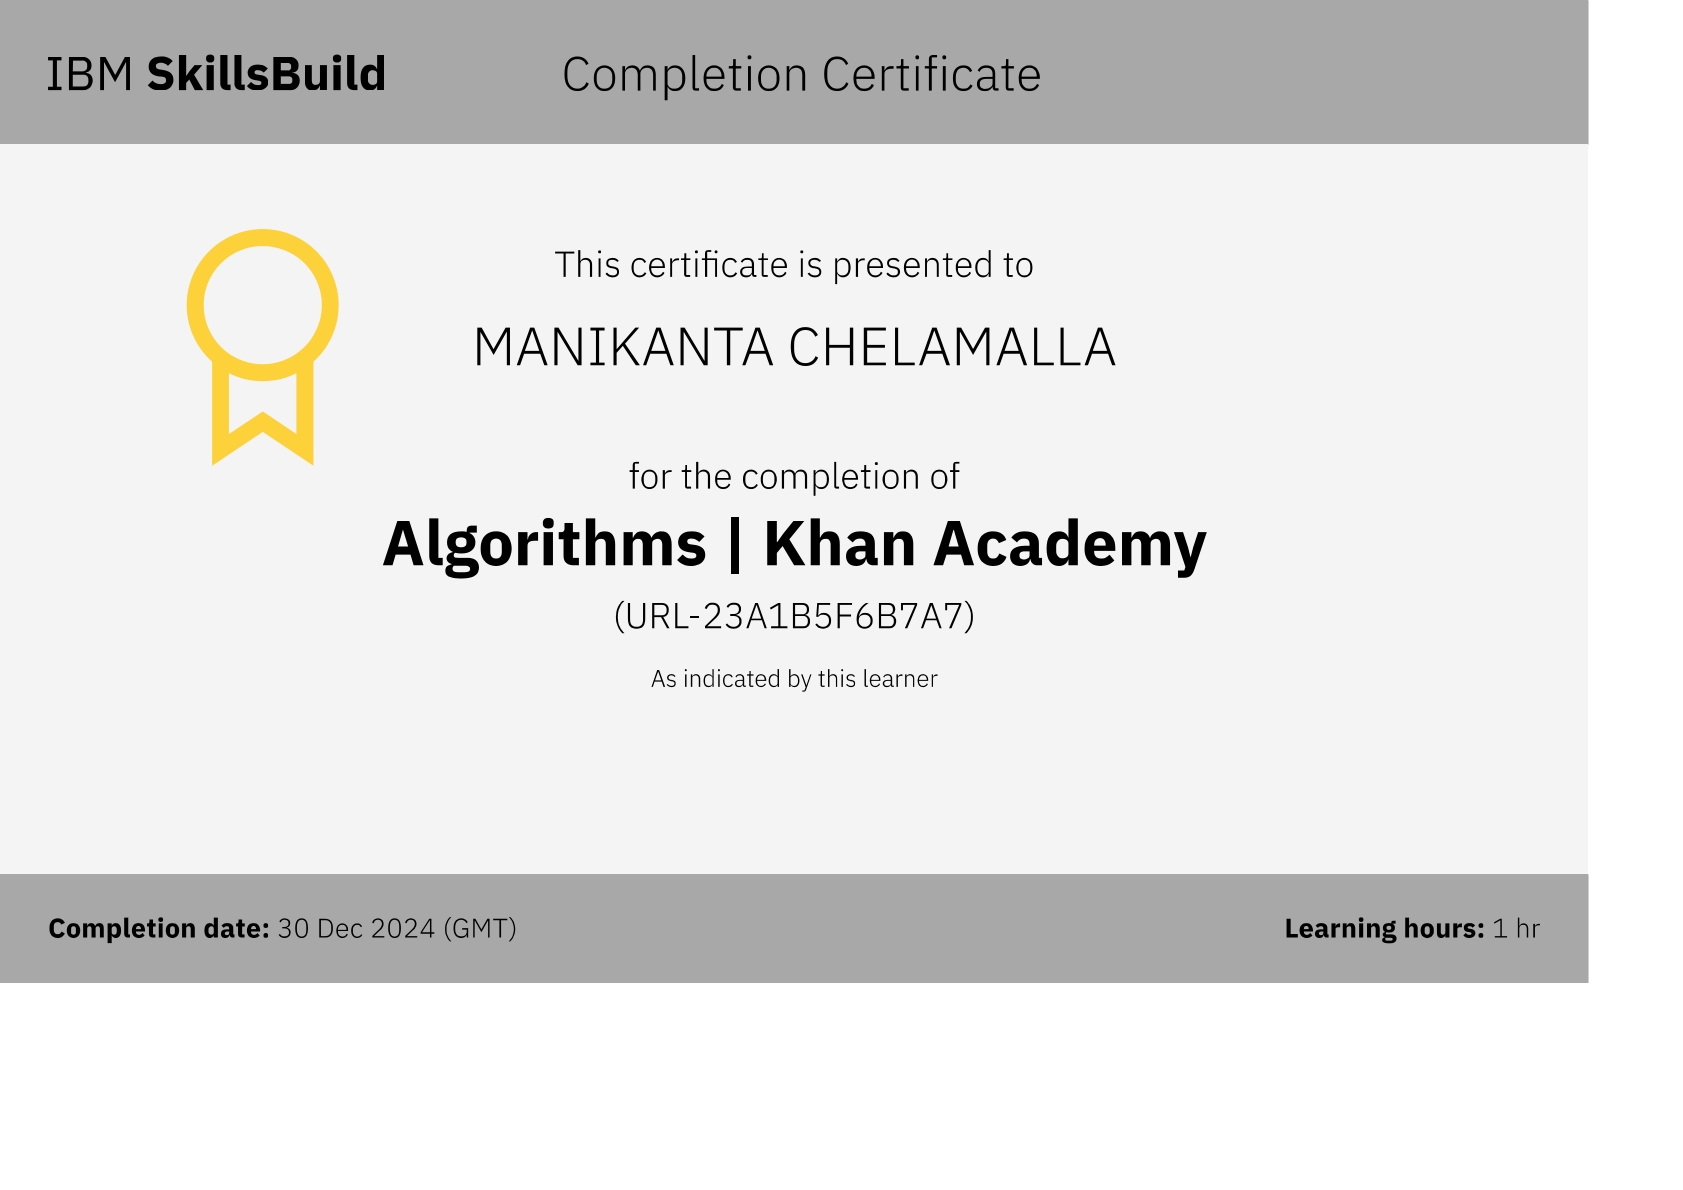 IBM SkillsBuild
Completion Certificate
This certificate is presented to
MANIKANTA CHELAMALLA
for the completion of
Algorithms | Khan Academy
(URL-23A1B5F6B7A7)
As indicated by this learner
Completion date: 30 Dec 2024 (GMT)
Learning hours: 1 hr